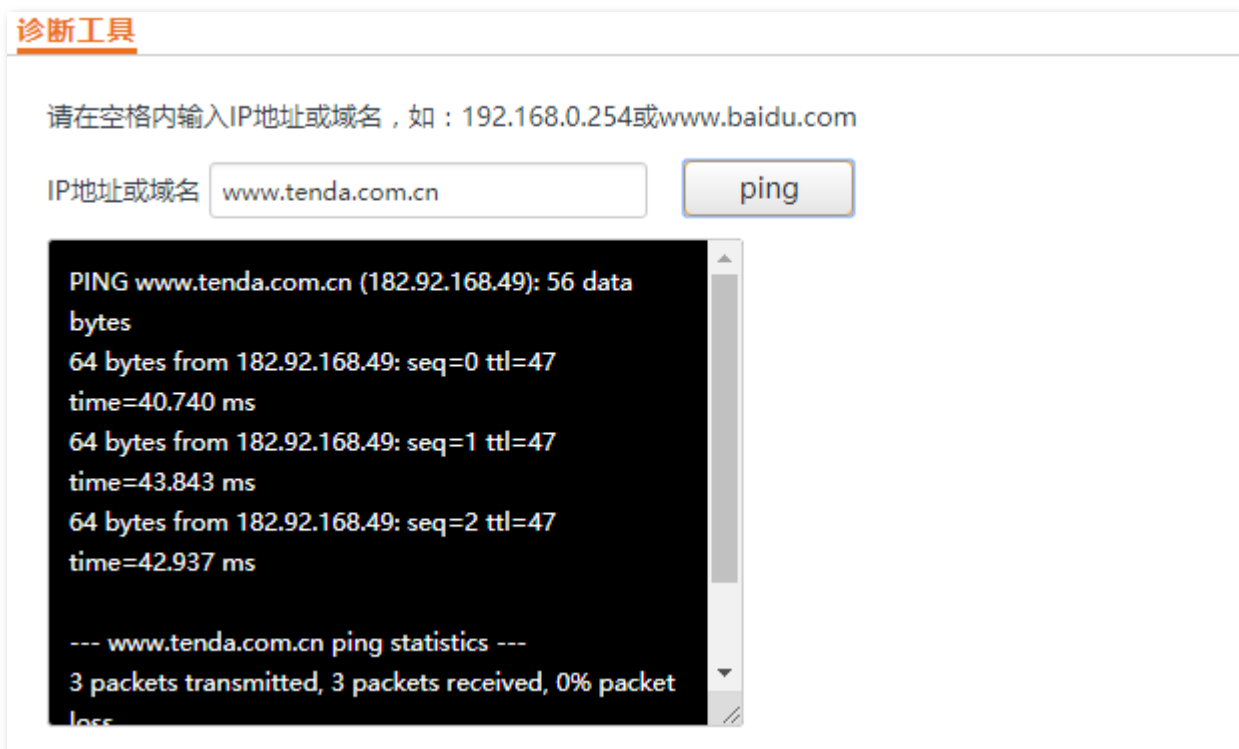 诊断工具
请在空格内输入IP地址或域名，如：192.168.0.254或www.baidu.com
IP地址或域名 www.tenda.com.cn ping
PING www.tenda.com.cn (182.92.168.49): 56 data
bytes
64 bytes from 182.92.168.49: seq=0 ttl=47
time=40.740 ms
64 bytes from 182.92.168.49: seq=1 ttl=47
time=43.843 ms
64 bytes from 182.92.168.49: seq=2 ttl=47
time=42.937 ms
--- www.tenda.com.cn ping statistics ---
3 packets transmitted, 3 packets received, 0% packet
loss